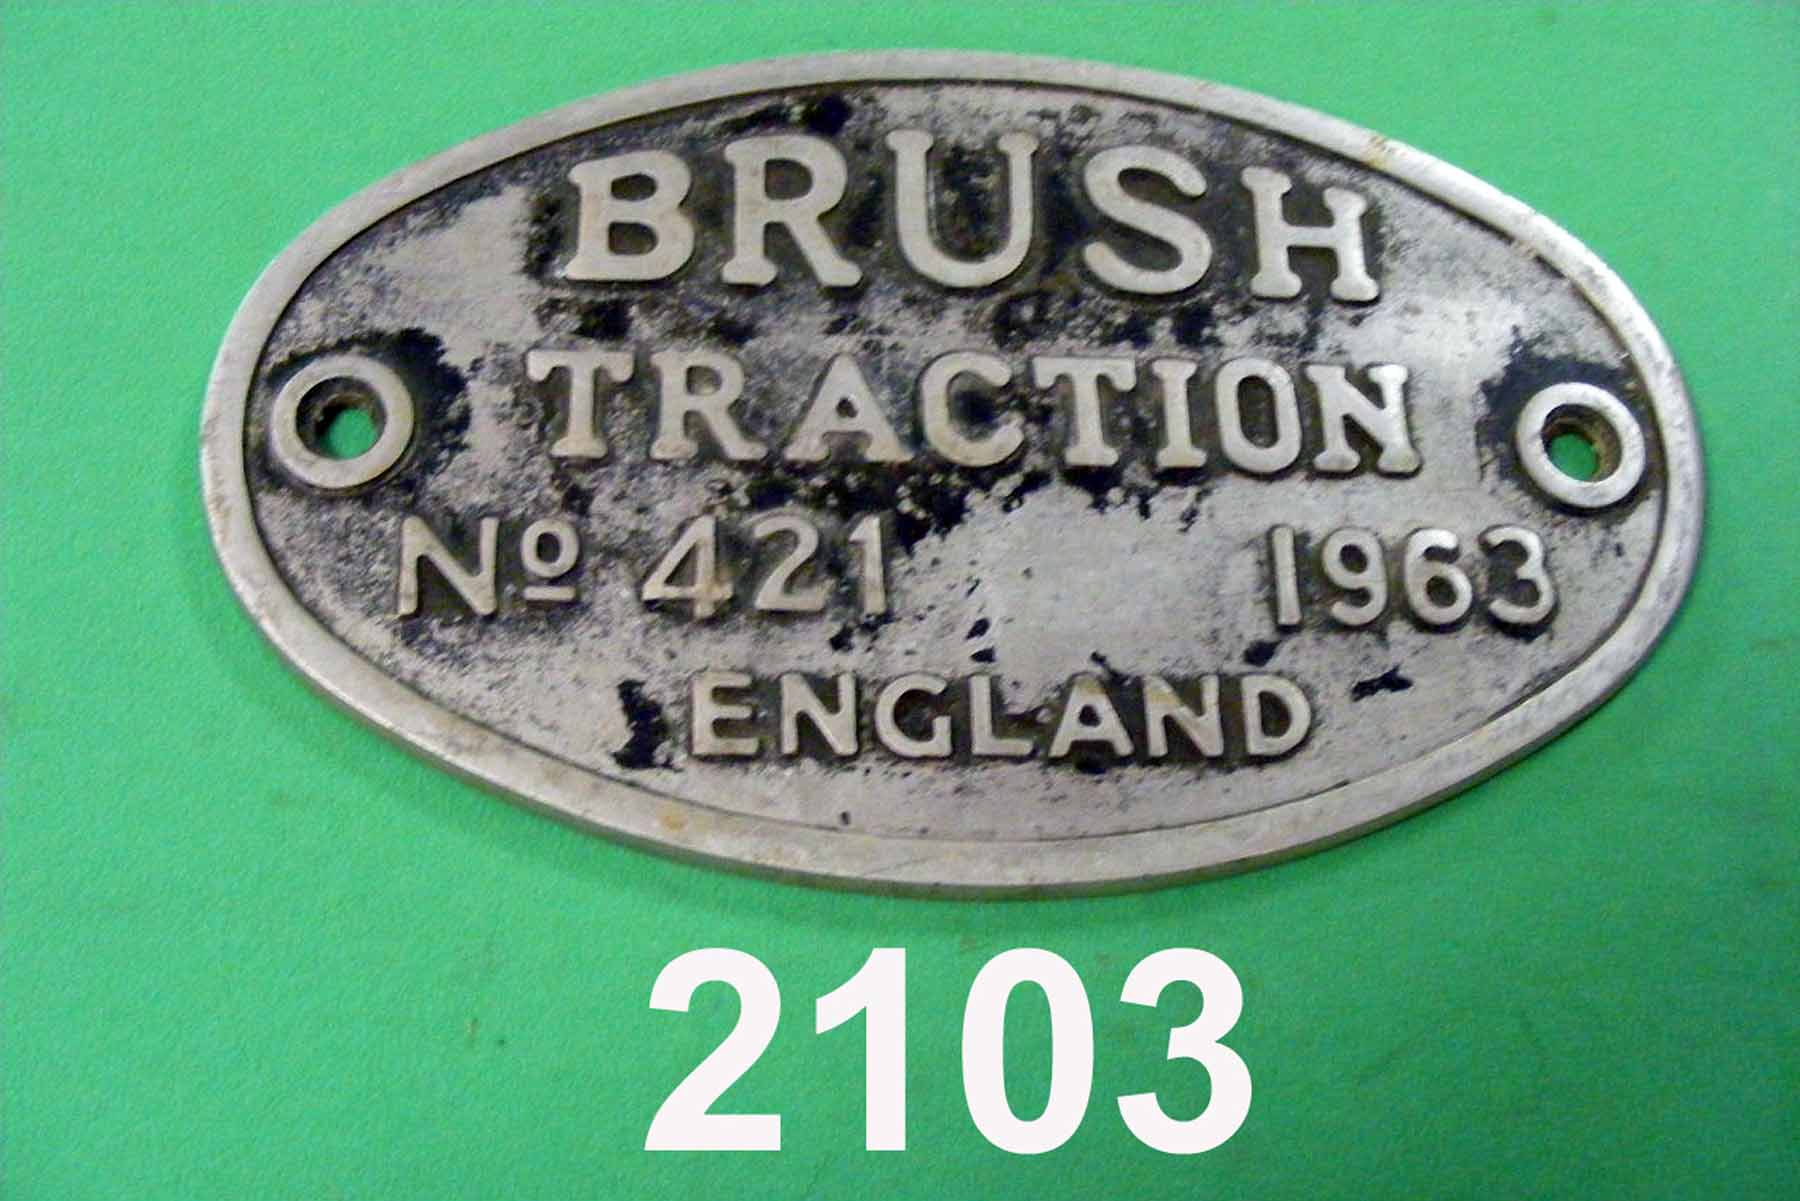 BRUSH
TRACTION
Nº 421 1963
ENGLAND
2103